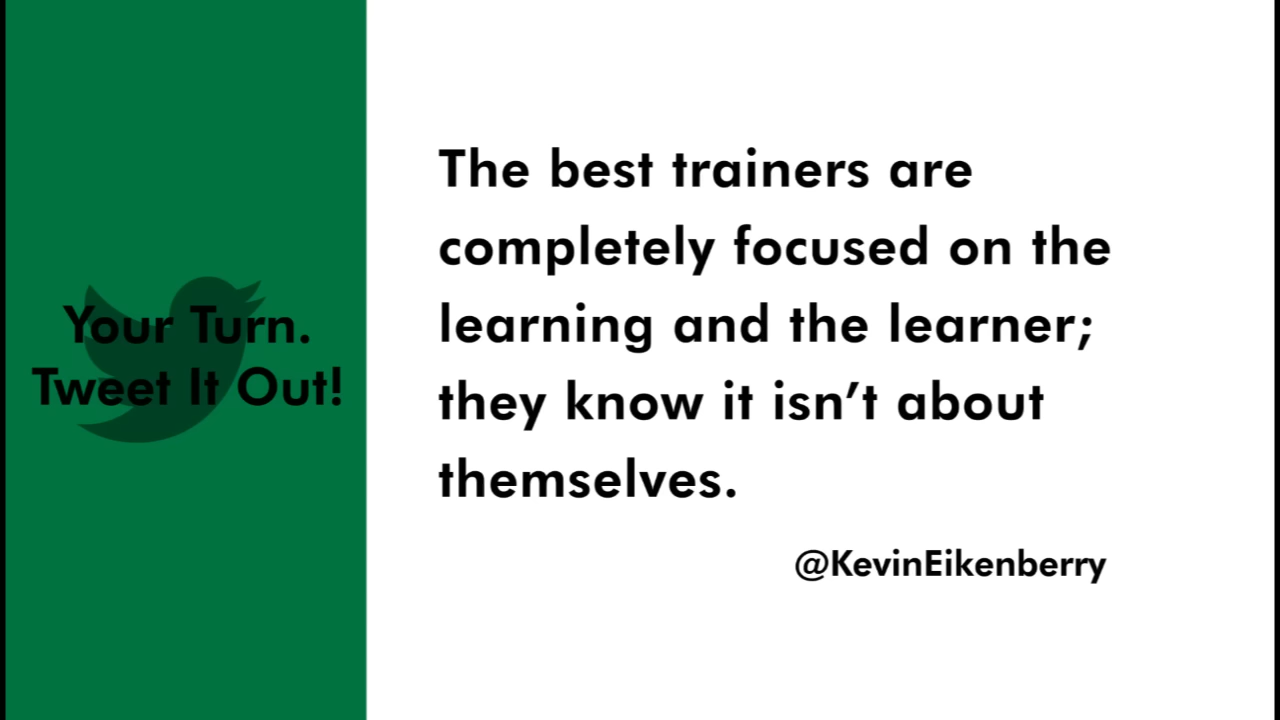 Your Turn.
Tweet It Out!
The best trainers are
completely focused on the
learning and the learner;
they know it isn’t about
themselves.
@KevinEikenberry